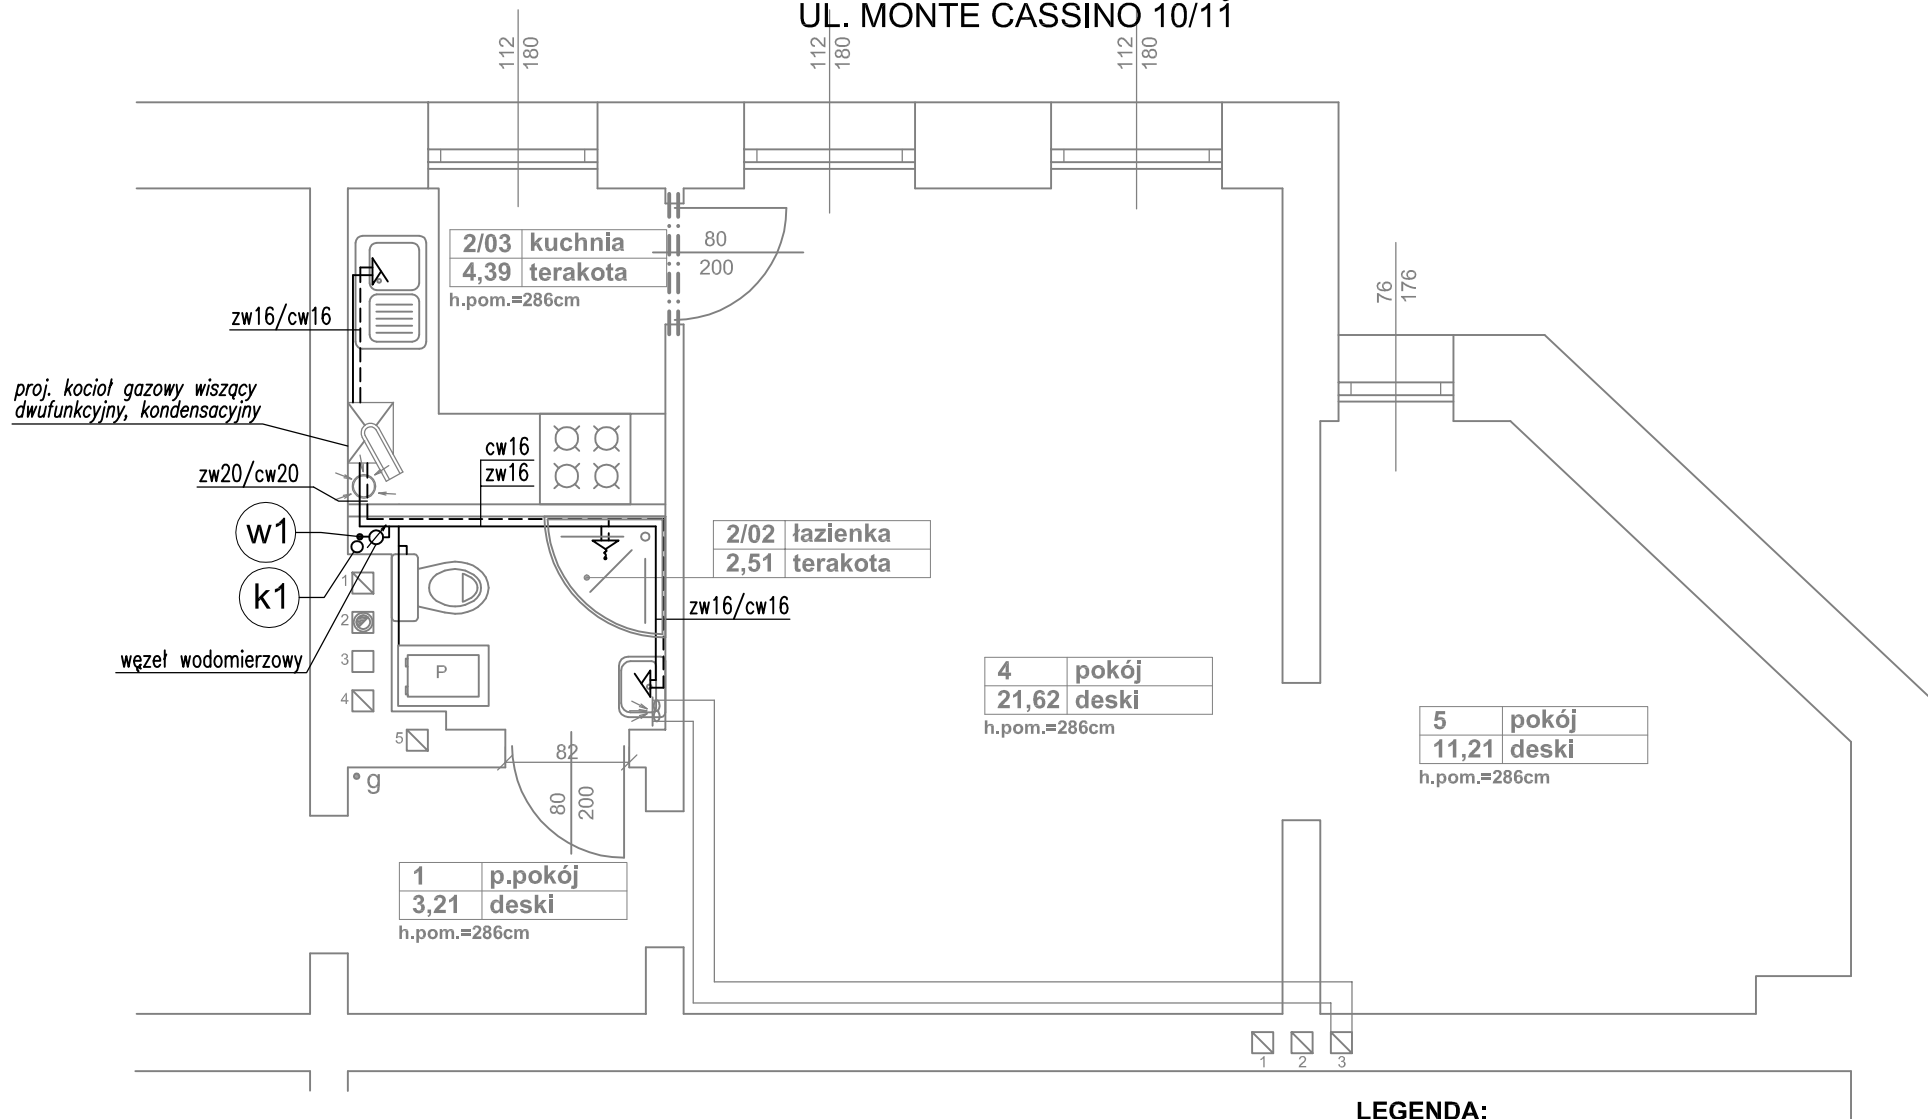 UL. MONTE CASSINO 10/11
112
180
112
180
112
180
2/03 kuchnia
4,39 terakota
h.pom.=286cm
80
200
76
176
zw16/cw16
proj. kocioł gazowy wiszący
dwufunkcyjny, kondensacyjny
cw16
zw16
zw20/cw20
w1
k1
2/02 łazienka
2,51 terakota
1
2
3
4
5
zw16/cw16
węzeł wodomierzowy
P
4 pokój
21,62 deski
h.pom.=286cm
5 pokój
11,21 deski
h.pom.=286cm
82
80
200
g
1 p.pokój
3,21 deski
h.pom.=286cm
1
2
3
LEGENDA: